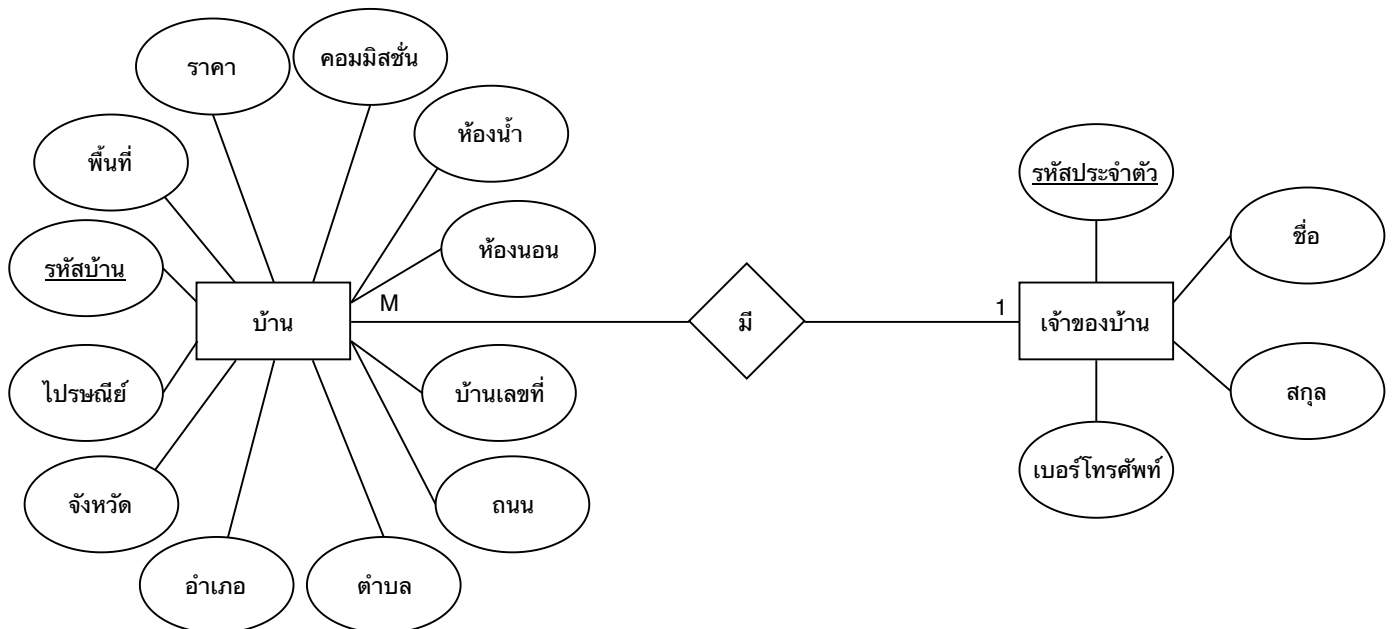 ราคา
คอมมิสชั่น
ห้องน้ำ
พื้นที่
รหัสประจำตัว
ชื่อ
ห้องนอน
รหัสบ้าน
M
1
บ้าน
มี
เจ้าของบ้าน
ไปรษณีย์
บ้านเลขที่
สกุล
เบอร์โทรศัพท์
จังหวัด
ถนน
อำเภอ
ตำบล